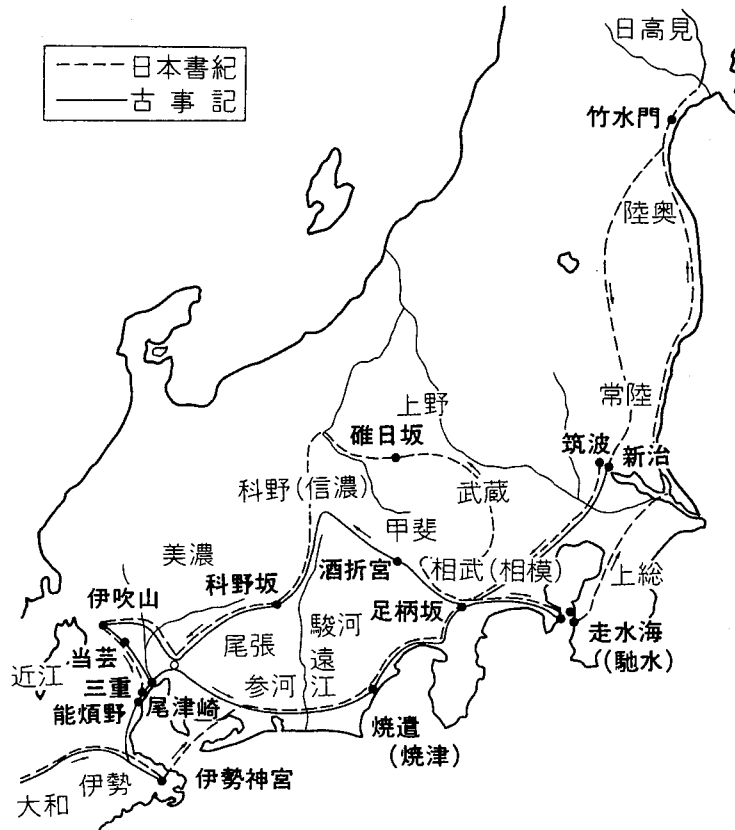 日本書紀
古事記
日高見
竹水門
陸奥
常陸
上野
碓日坂
筑波
新治
科野(信濃)
武蔵
甲斐
美濃
酒折宮
相武(相模)
上総
科野坂
伊吹山
足柄坂
駿河
尾張
走水海
(馳水)
当芸
遠江
近江
三重
参河
能煩野
尾津崎
焼遣
(焼津)
伊勢
伊勢神宮
大和